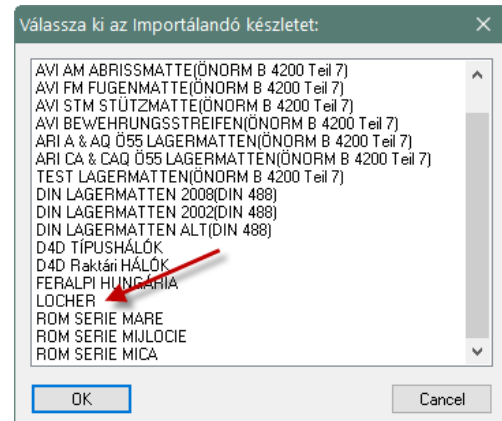 Válassza ki az Importálandó készletet:
AVI AM ABRISSMATTE(ÖNORM B 4200 Teil 7)
AVI FM FUGENMATTE(ÖNORM B 4200 Teil 7)
AVI STM STÜTZMATTE(ÖNORM B 4200 Teil 7)
AVI BEWEHRUNGSSTREIFEN(ÖNORM B 4200 Teil 7)
ARI A & AQ Ö55 LAGERMATTEN(ÖNORM B 4200 Teil 7)
ARI CA & CAQ Ö55 LAGERMATTEN(ÖNORM B 4200 Teil 7)
TEST LAGERMATTEN(ÖNORM B 4200 Teil 7)
DIN LAGERMATTEN 2008(DIN 488)
DIN LAGERMATTEN 2002(DIN 488)
DIN LAGERMATTEN ALT(DIN 488)
D4D TÍPUSHÁLÓK
D4D Raktári HÁLÓK
FERALPI HUNGÁRIA
LOCHER
ROM SERIE MARE
ROM SERIE MIJLOCIE
ROM SERIE MICA
OK Cancel